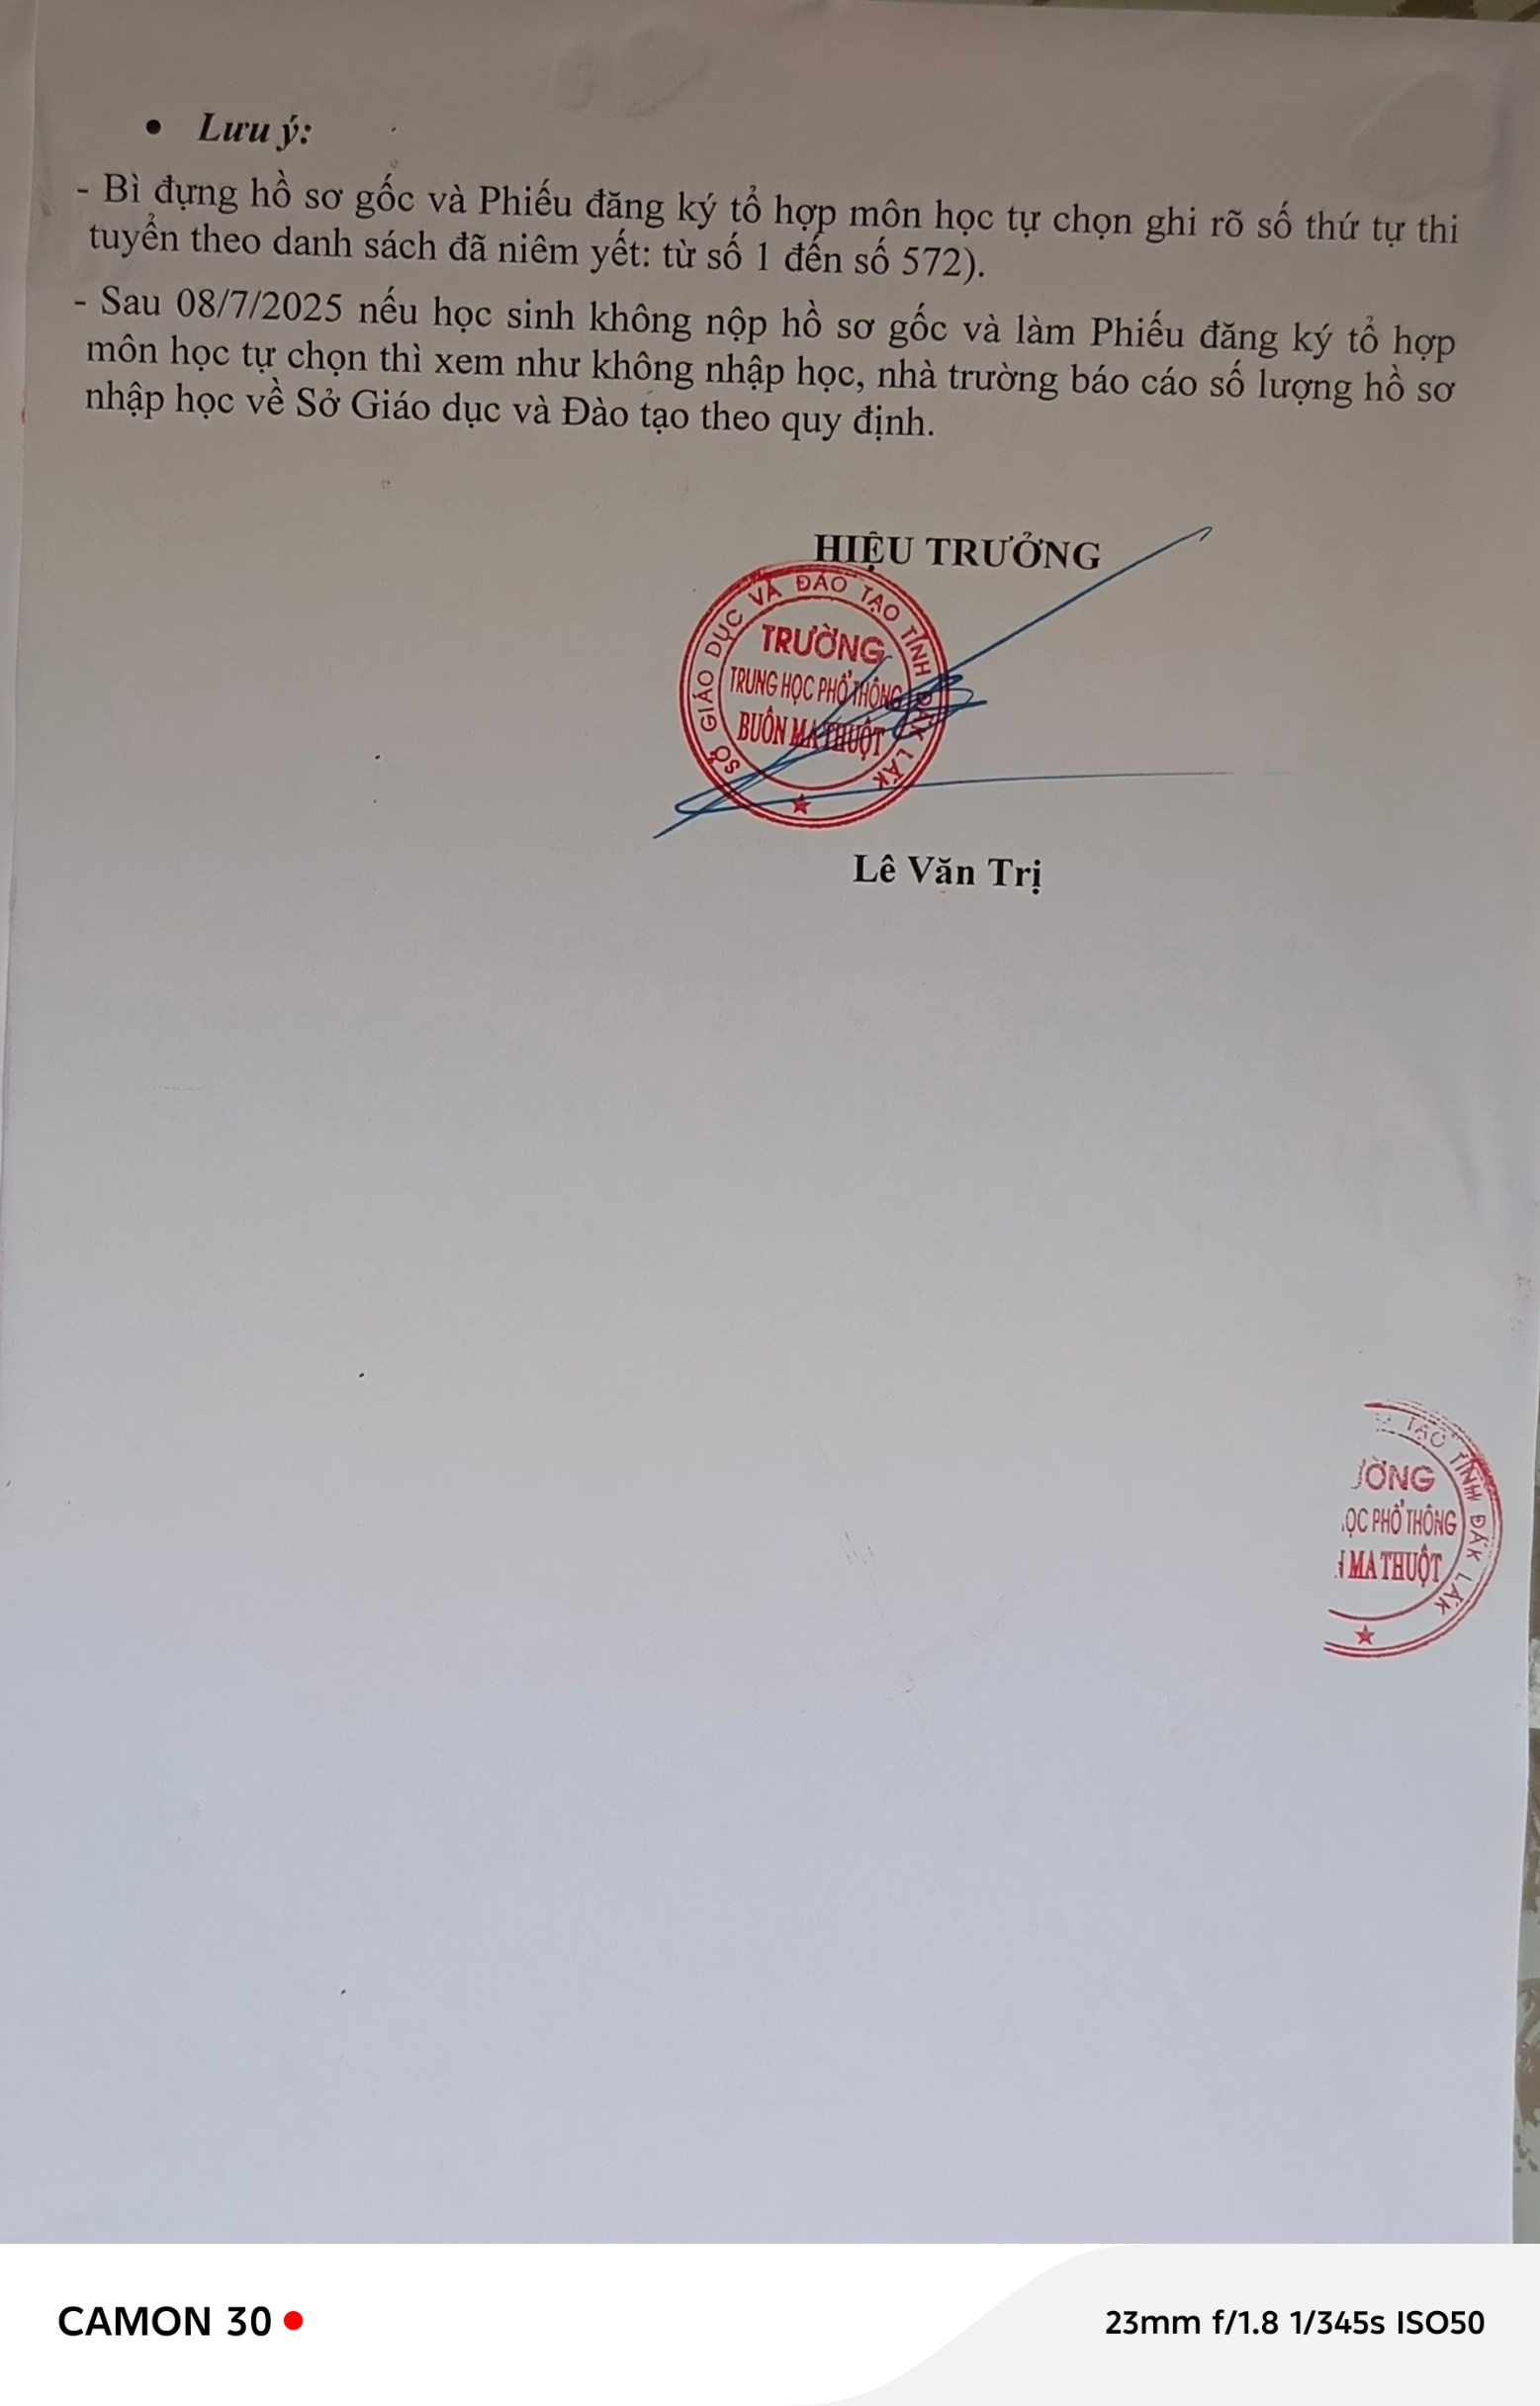 • Lưu ý:
- Bì đựng hồ sơ gốc và Phiếu đăng ký tổ hợp môn học tự chọn ghi rõ số thứ tự thi
tuyển theo danh sách đã niêm yết: từ số 1 đến số 572).
- Sau 08/7/2025 nếu học sinh không nộp hồ sơ gốc và làm Phiếu đăng ký tổ hợp
môn học tự chọn thì xem như không nhập học, nhà trường báo cáo số lượng hồ sơ
nhập học về Sở Giáo dục và Đào tạo theo quy định.
HIỆU TRƯỞNG
SỞ GIÁO DỤC VÀ ĐÀO TẠO TỈNH ĐẮK LẮK
TRƯỜNG
TRUNG HỌC PHỔ THÔNG
BUÔN MA THUỘT
Lê Văn Trị
TẠO TỈNH ĐẮK LẮK
ƯỜNG
ỌC PHỔ THÔNG
MA THUỘT
CAMON 30
23mm f/1.8 1/345s ISO50